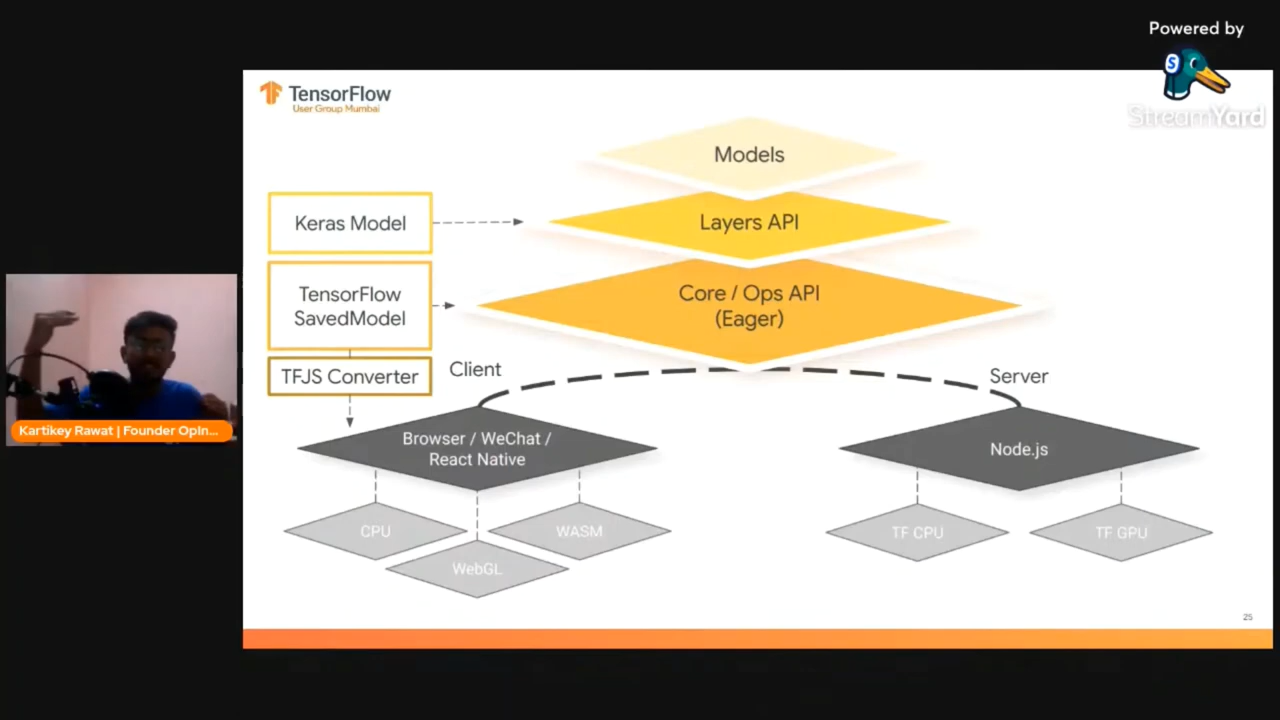 Powered by
StreamYard
TensorFlow
User Group Mumbai
Models
Keras Model
Layers API
TensorFlow
SavedModel
Core / Ops API
(Eager)
TFJS Converter
Client
Server
Browser / WeChat /
React Native
Node.js
CPU
WebGL
WASM
TF CPU
TF GPU
25
Kartikey Rawat | Founder OpIn...